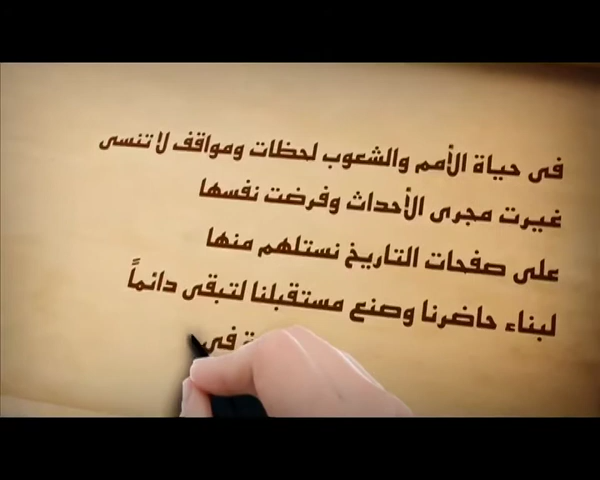 فى حياة الأمم والشعوب لحظات ومواقف لا تنسى
غيرت مجرى الأحداث وفرضت نفسها
على صفحات التاريخ نستلهم منها
لبناء حاضرنا وصنع مستقبلنا لتبقى دائماً
فى